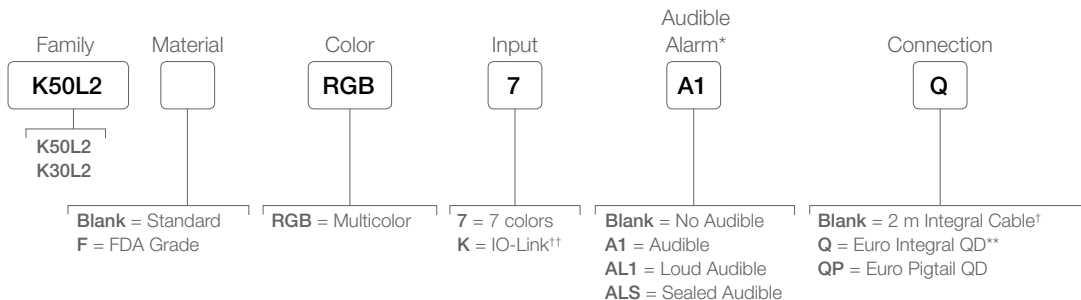 Family Material Color Input Audible Alarm* Connection
K50L2 RGB 7 A1 Q
K50L2
K30L2
Blank = Standard
F = FDA Grade
RGB = Multicolor
7 = 7 colors
K = IO-Link††
Blank = No Audible
A1 = Audible
AL1 = Loud Audible
ALS = Sealed Audible
Blank = 2 m Integral Cable†
Q = Euro Integral QD**
QP = Euro Pigtail QD